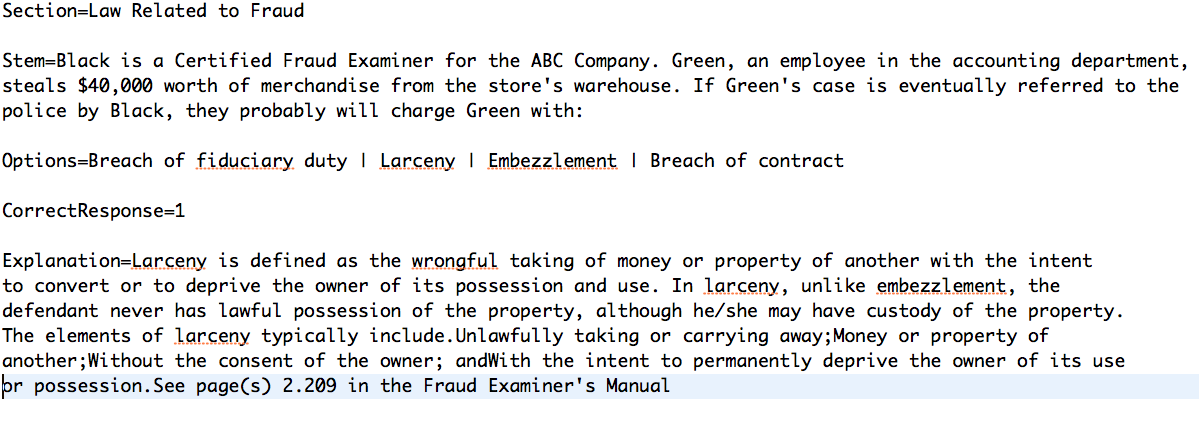 Section=Law Related to Fraud
Stem=Black is a Certified Fraud Examiner for the ABC Company. Green, an employee in the accounting department,
steals $40,000 worth of merchandise from the store's warehouse. If Green's case is eventually referred to the
police by Black, they probably will charge Green with:
Options=Breach of fiduciary duty | Larceny | Embezzlement | Breach of contract
CorrectResponse=1
Explanation=Larceny is defined as the wrongful taking of money or property of another with the intent
to convert or to deprive the owner of its possession and use. In larceny, unlike embezzlement, the
defendant never has lawful possession of the property, although he/she may have custody of the property.
The elements of larceny typically include.Unlawfully taking or carrying away;Money or property of
another;Without the consent of the owner; andWith the intent to permanently deprive the owner of its use
or possession.See page(s) 2.209 in the Fraud Examiner's Manual